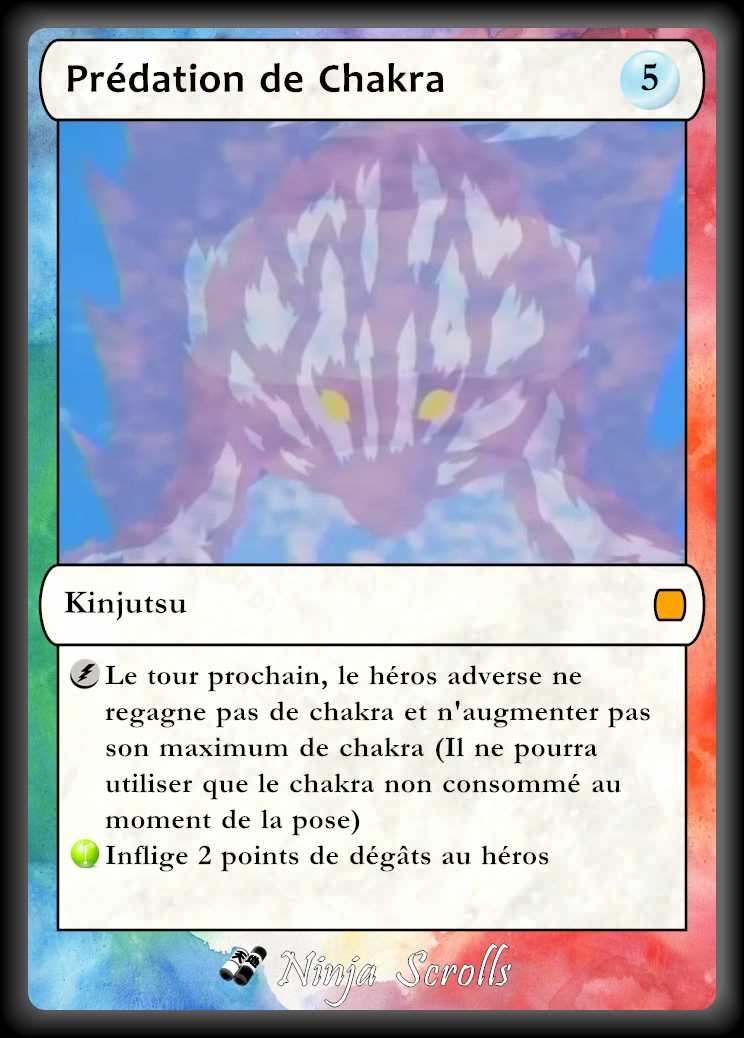 Prédation de Chakra
5
Kinjutsu
Le tour prochain, le héros adverse ne
regagne pas de chakra et n'augmenter pas
son maximum de chakra (Il ne pourra
utiliser que le chakra non consommé au
moment de la pose)
Inflige 2 points de dégâts au héros
Ninja Scrolls